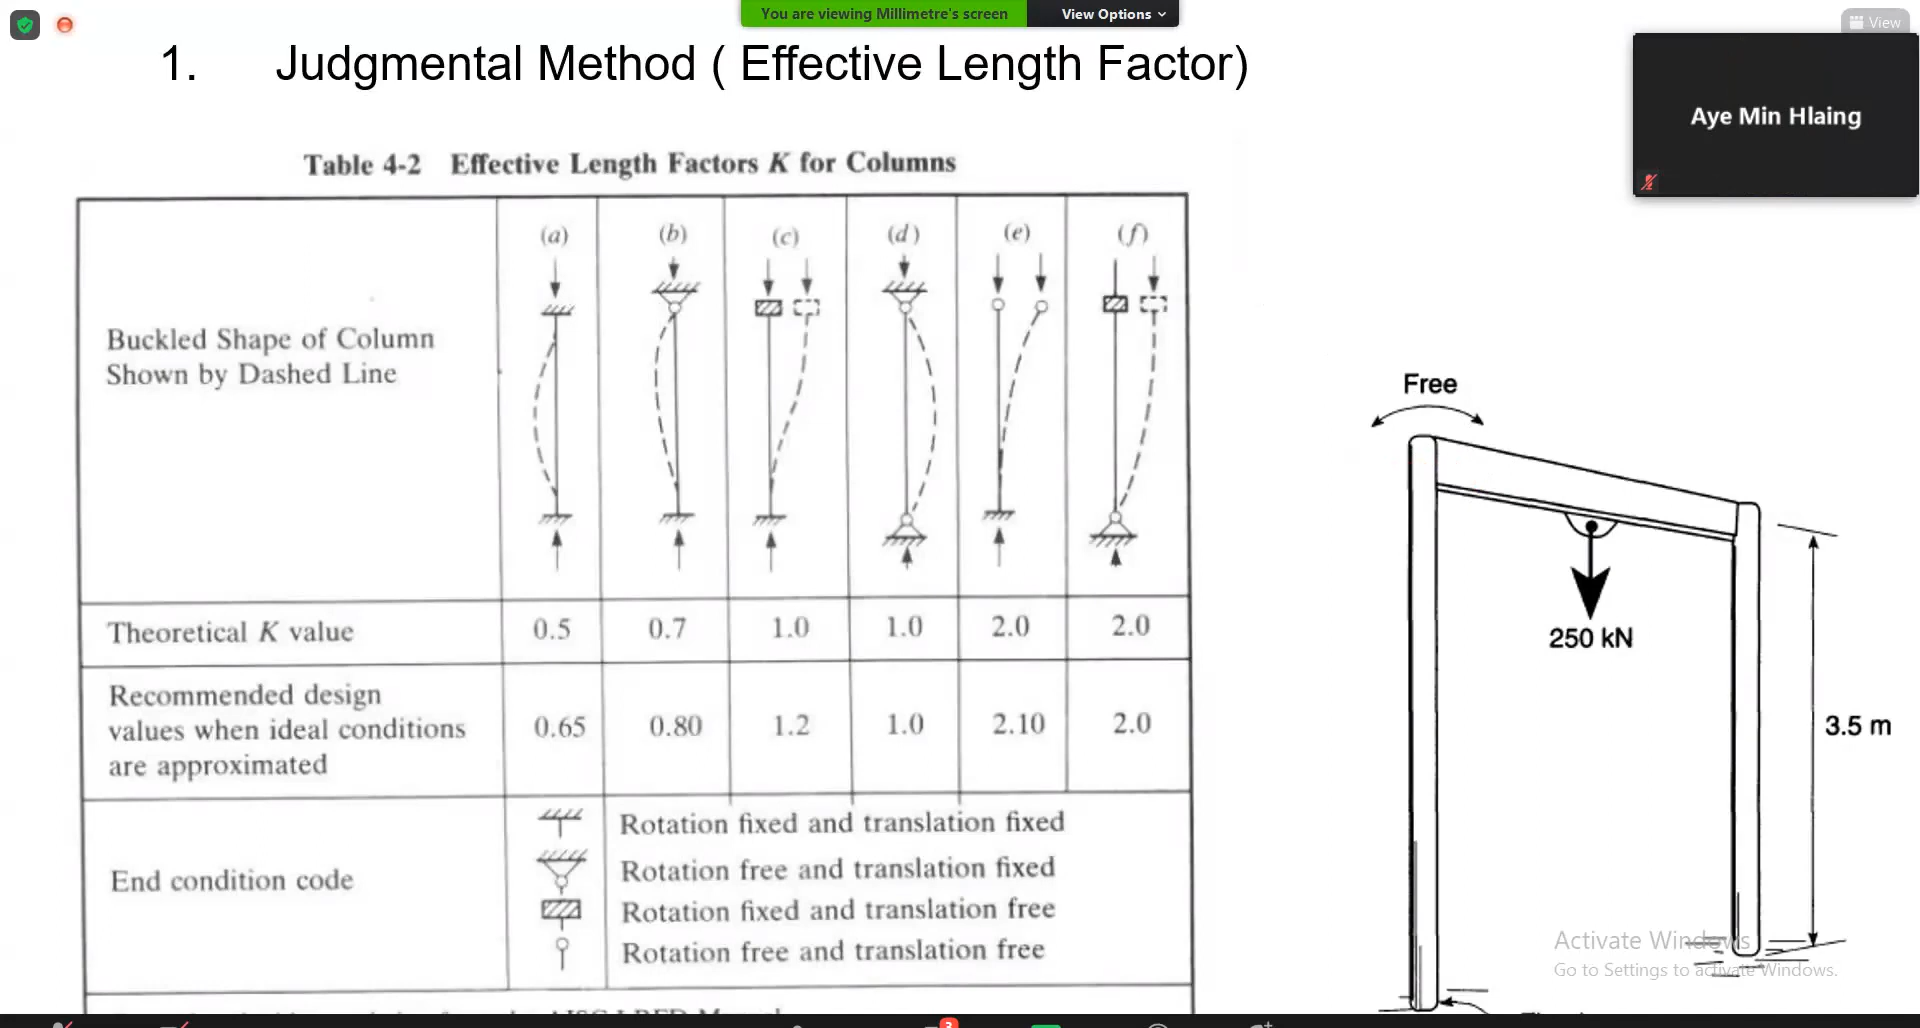 You are viewing Millimetre's screen
View Options
View
1. Judgmental Method ( Effective Length Factor)
Aye Min Hlaing
Table 4-2 Effective Length Factors K for Columns
(a) (b) (c) (d) (e) (f)
Buckled Shape of Column
Shown by Dashed Line
Theoretical K value 0.5 0.7 1.0 1.0 2.0 2.0
Recommended design
values when ideal conditions 0.65 0.80 1.2 1.0 2.10 2.0
are approximated
End condition code
Rotation fixed and translation fixed
Rotation free and translation fixed
Rotation fixed and translation free
Rotation free and translation free
Free
250 kN
3.5 m
Activate Windows
Go to Settings to activate Windows.
3